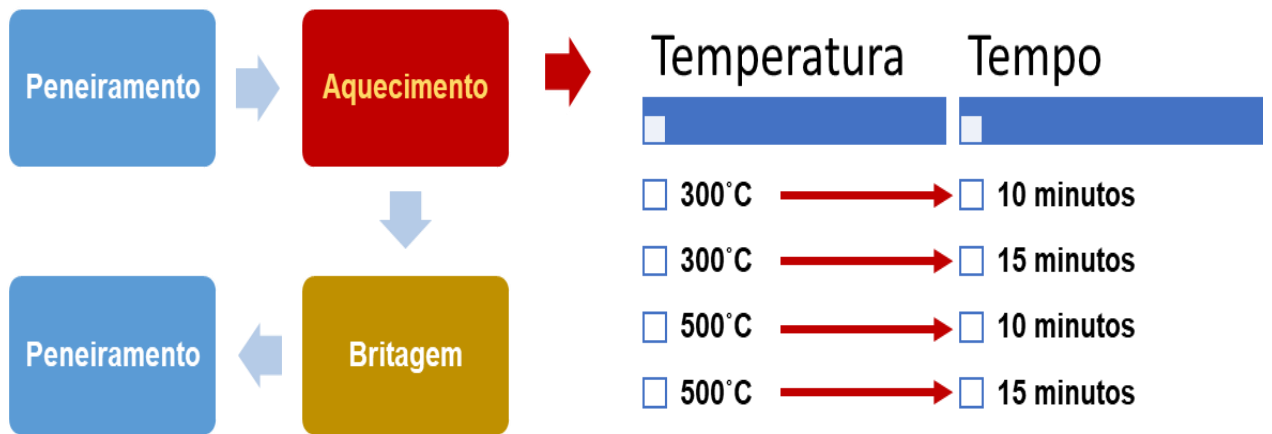 Peneiramento
Aquecimento
Peneiramento
Britagem
Temperatura
Tempo
300°C
10 minutos
300°C
15 minutos
500°C
10 minutos
500°C
15 minutos